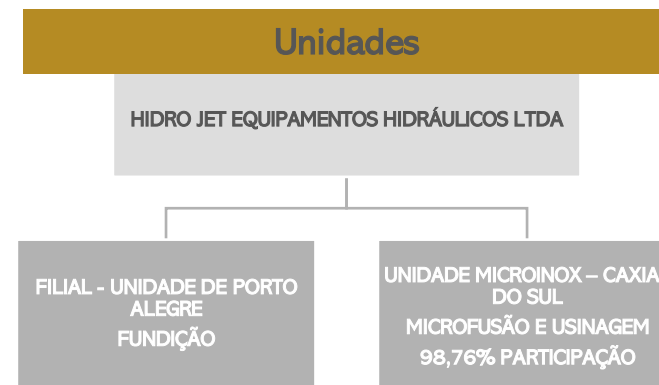 Unidades
HIDRO JET EQUIPAMENTOS HIDRÁULICOS LTDA
FILIAL - UNIDADE DE PORTO
ALEGRE
FUNDIÇÃO
UNIDADE MICROINOX – CAXIA
DO SUL
MICROFUSÃO E USINAGEM
98,76% PARTICIPAÇÃO